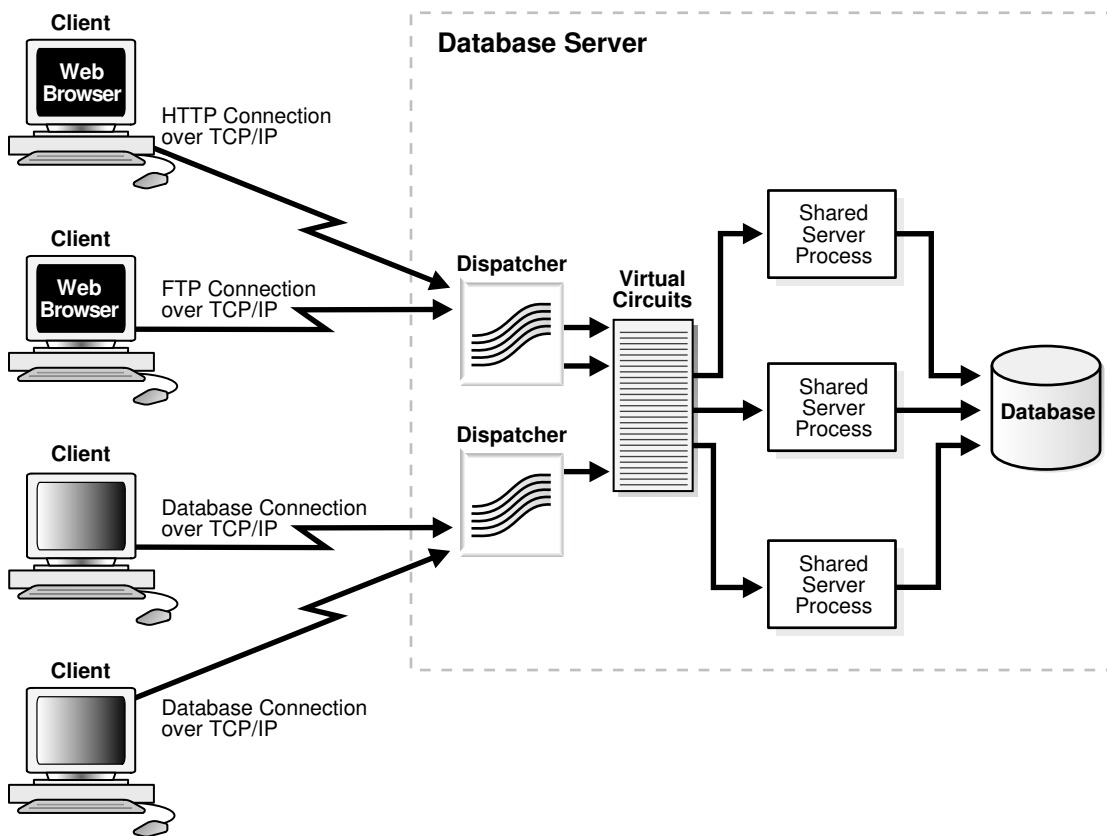 Client
Web
Browser
HTTP Connection
over TCP/IP
Client
Web
Browser
FTP Connection
over TCP/IP
Client
Database Connection
over TCP/IP
Client
Database Connection
over TCP/IP
Database Server
Dispatcher
Dispatcher
Virtual
Circuits
Shared
Server
Process
Shared
Server
Process
Shared
Server
Process
Database